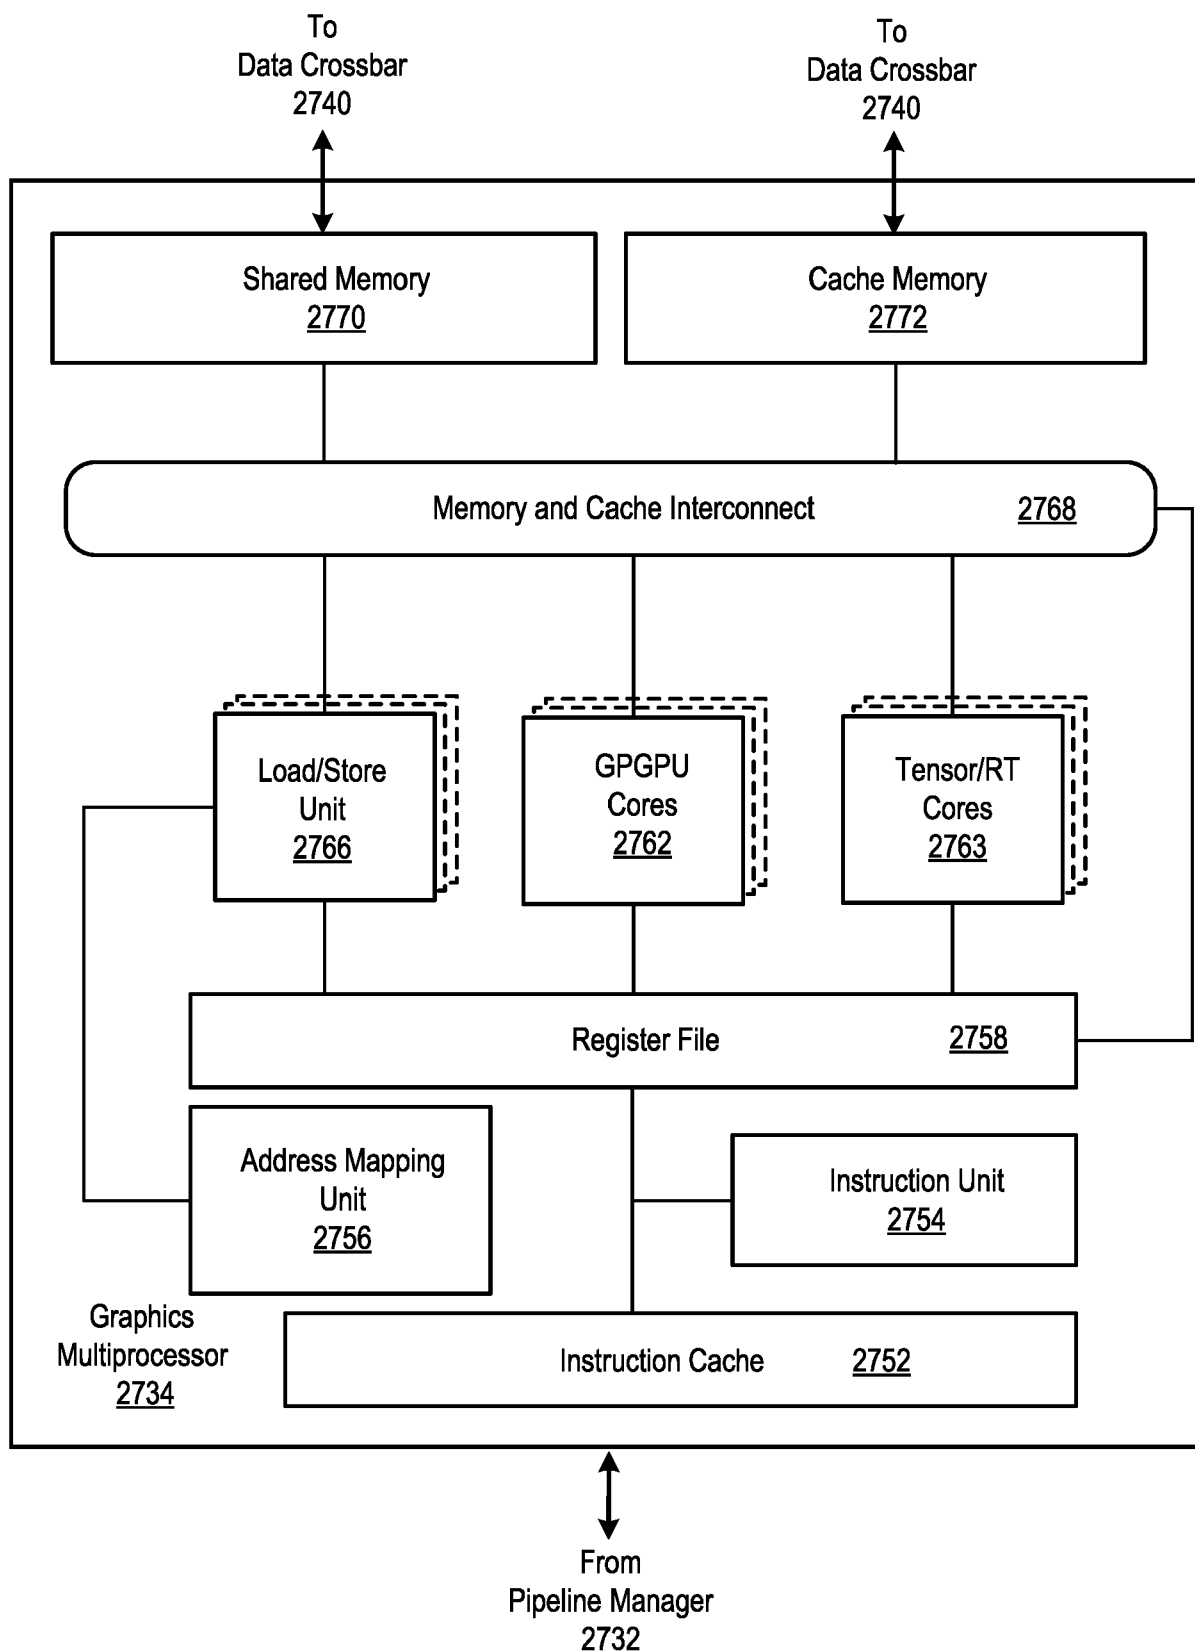 To
Data Crossbar
2740
To
Data Crossbar
2740
Shared Memory
2770
Cache Memory
2772
Memory and Cache Interconnect 2768
Load/Store
Unit
2766
GPGPU
Cores
2762
Tensor/RT
Cores
2763
Register File 2758
Address Mapping
Unit
2756
Instruction Unit
2754
Graphics
Multiprocessor
2734
Instruction Cache 2752
From
Pipeline Manager
2732